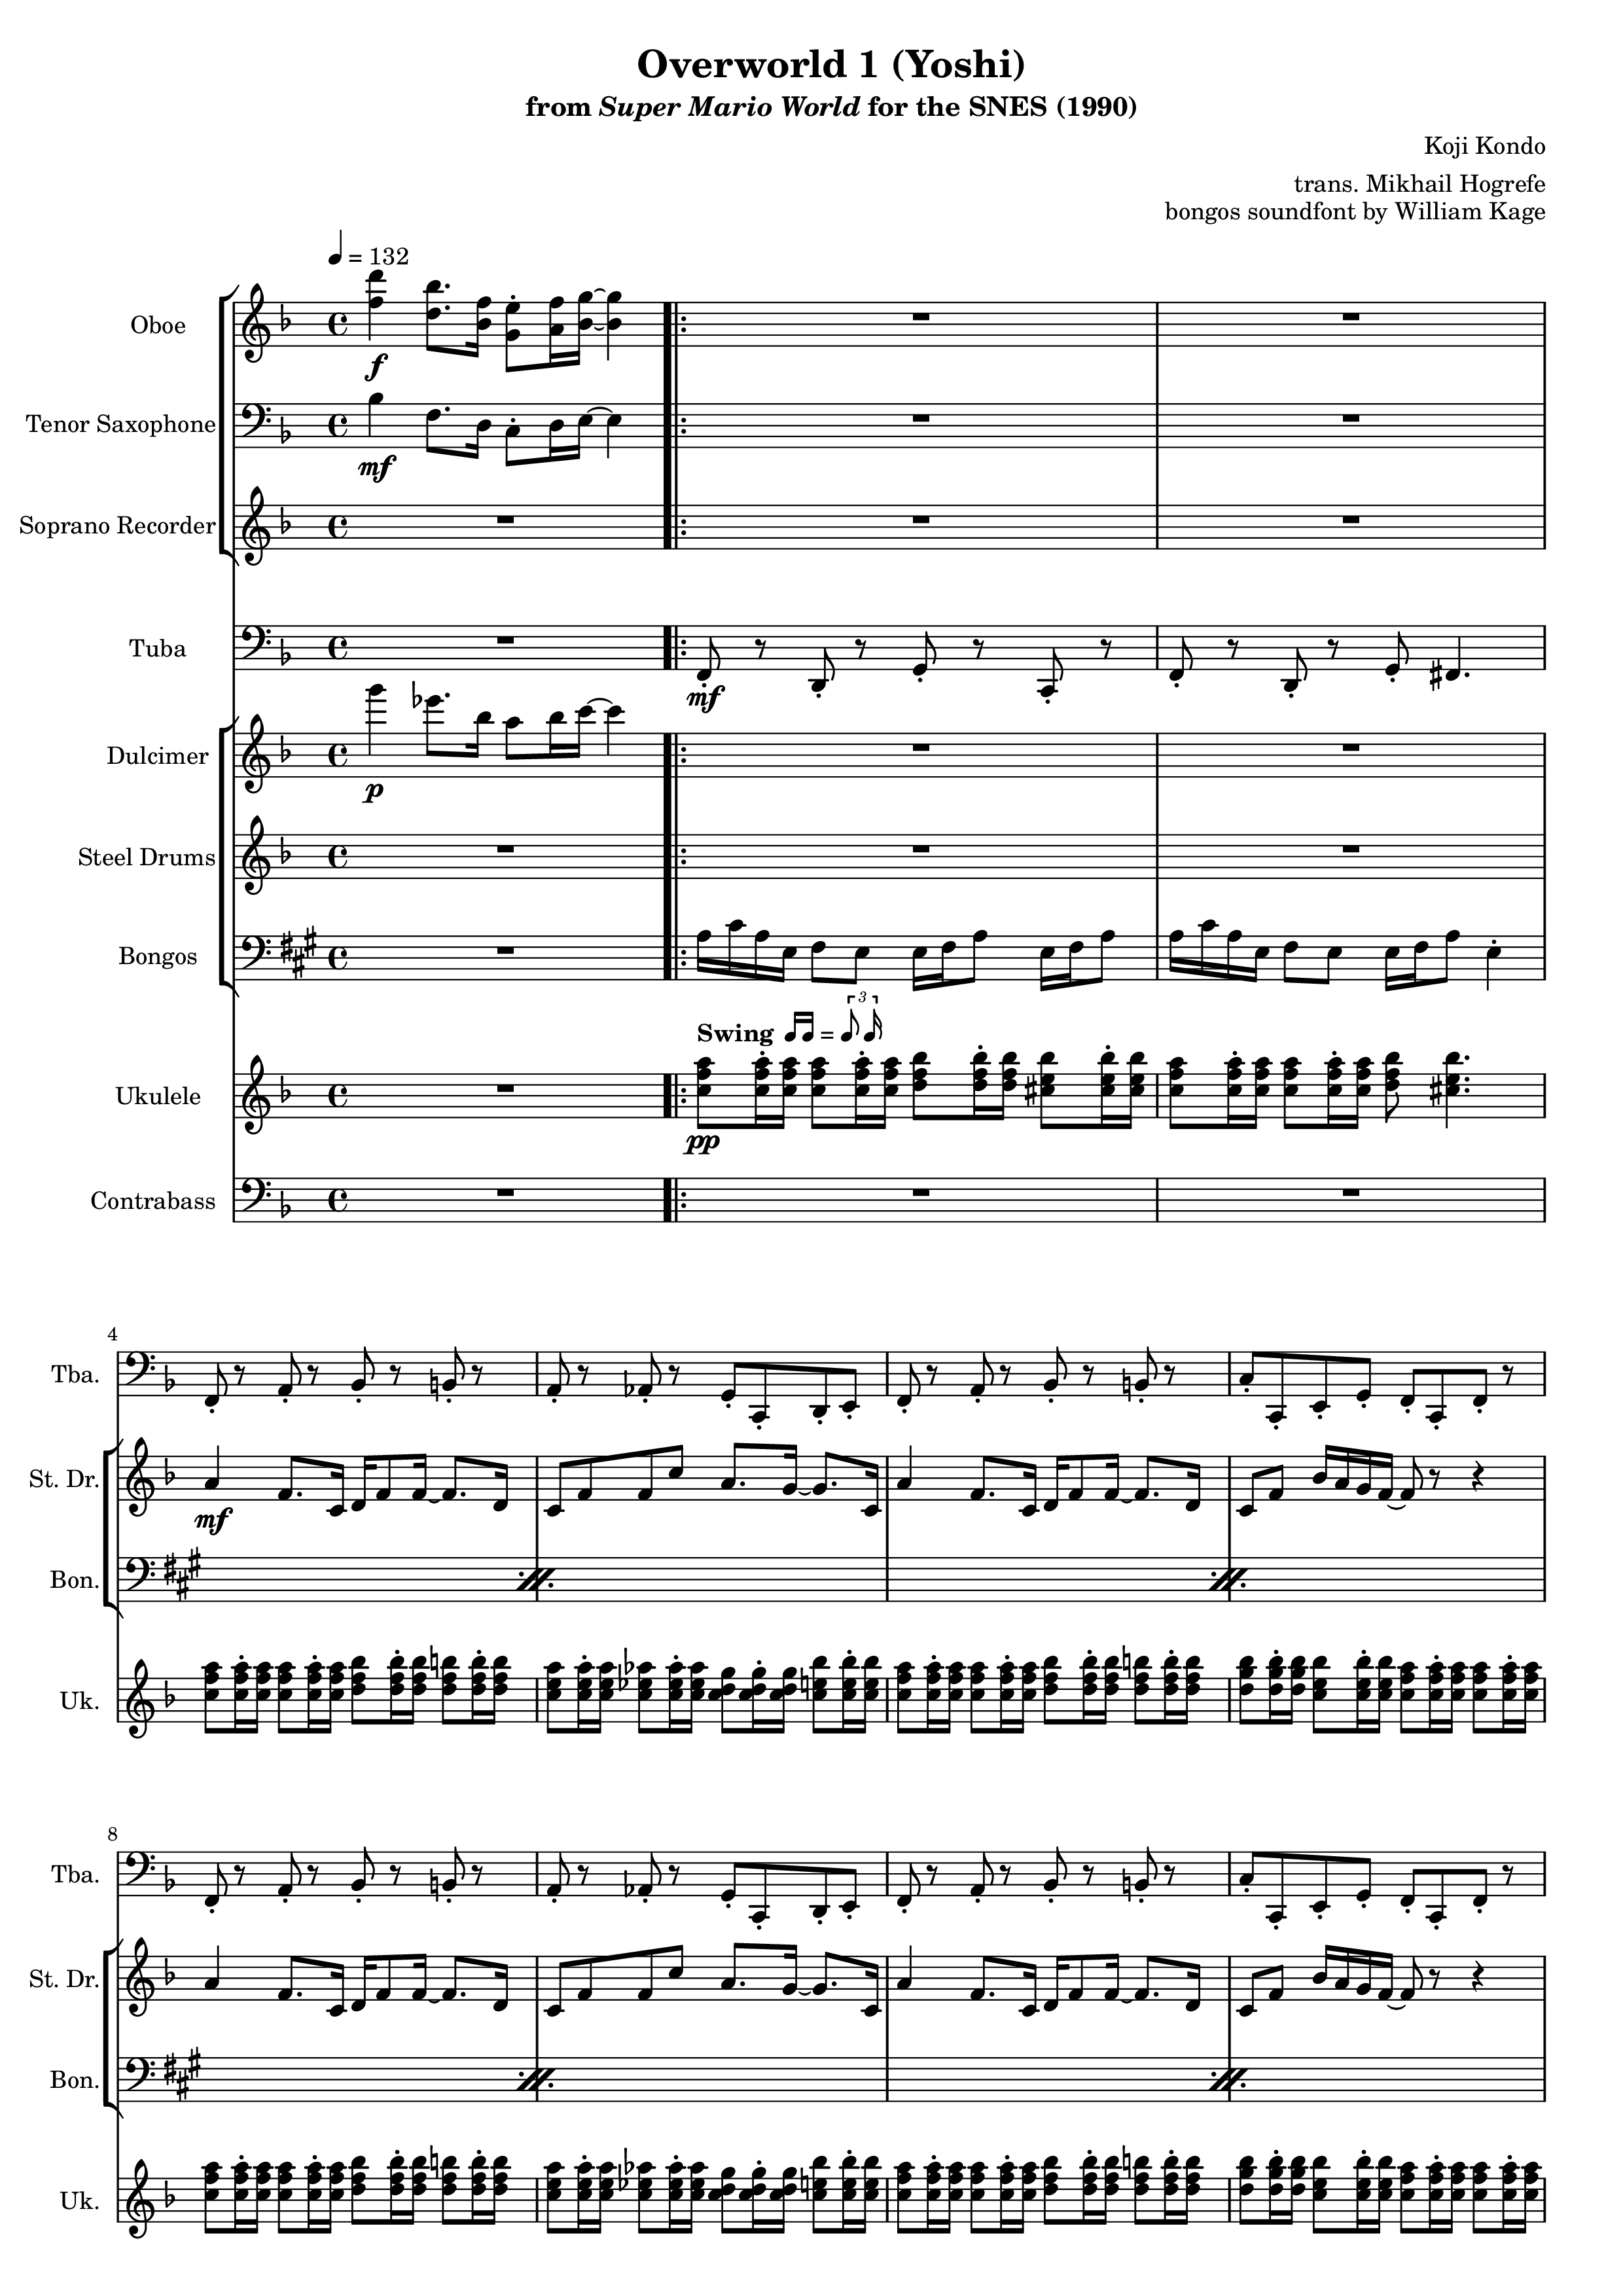 Overworld 1 (Yoshi)
from Super Mario World for the SNES (1990)
Koji Kondo
trans. Mikhail Hogrefe
bongos soundfont by William Kage
= 132
Oboe
f
Tenor Saxophone
mf
Soprano Recorder
Tuba
mf
Dulcimer
p
Steel Drums
Bongos
Swing = 3
Ukulele
pp
Contrabass
4
Tba.
St. Dr.
mf
Bon.
Uk.
8
Tba.
St. Dr.
Bon.
Uk.